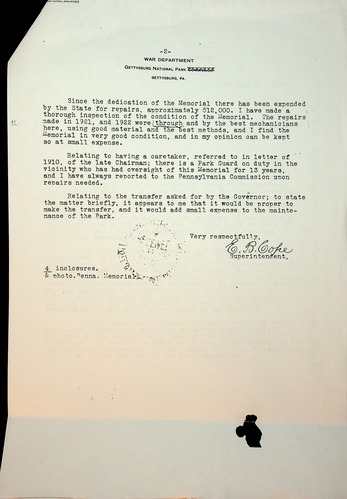 -2-
WAR DEPARTMENT
GETTYSBURG NATIONAL PARK
GETTYSBURG, PA.
Since the dedication of the Memorial there has been expended
by the State for repairs, approximately $12,000. I have made a
thorough inspection of the condition of the Memorial. The repairs
made in 1921, and 1922 were through and by the best mechanicians
here, using good material and the best methods, and I find the
Memorial in very good condition, and in my opinion can be kept
so at small expense.
Relating to having a caretaker, referred to in letter of
1910, of the late Chairman; there is a Park Guard on duty in the
vicinity who has had oversight of this Memorial for 13 years,
and I have always reported to the Pennsylvania Commission upon
repairs needed.
Relating to the transfer asked for by the Governor; to state
the matter briefly, it appears to me that it would be proper to
make the transfer, and it would add small expense to the mainte-
nance of the Park.
Very respectfully,
E. B. Cope
Superintendent.
4 inclosures.
& photo. Penna. Memorial.